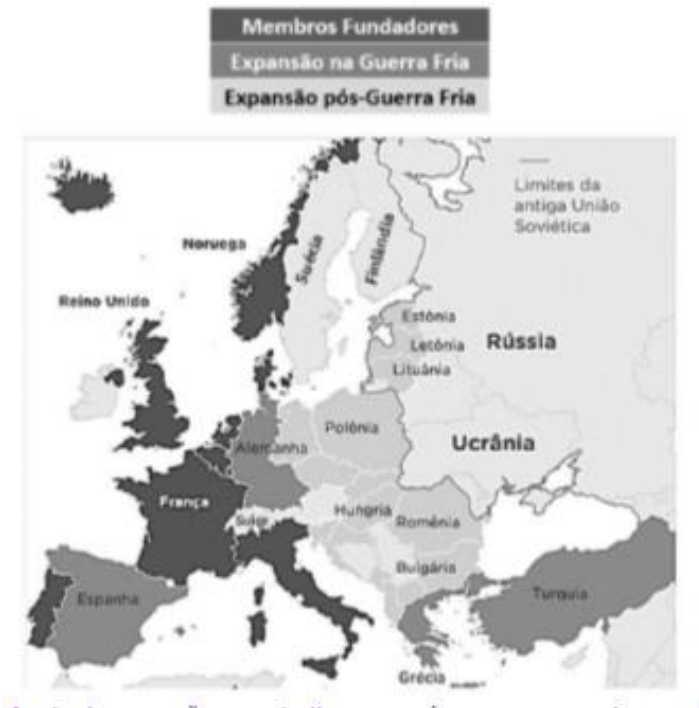 Membros Fundadores
Expansão na Guerra Fria
Expansão pós-Guerra Fria
Limites da
antiga União
Soviética
Noruega
Suécia
Finlândia
Reino Unido
Estônia
Letônia
Rússia
Lituânia
Polônia
Alemanha
Ucrânia
França
Suíça
Hungria
Romênia
Bulgária
Espanha
Turquia
Grécia